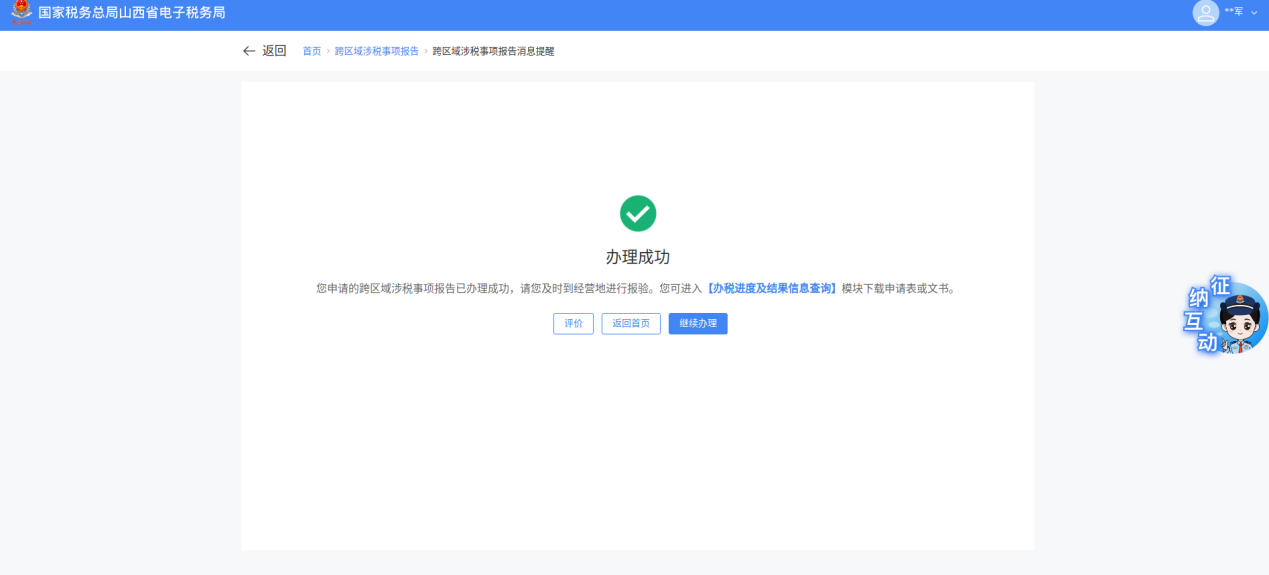 国家税务总局山西省电子税务局
**军
返回 首页 > 跨区域涉税事项报告 > 跨区域涉税事项报告消息提醒
办理成功
您申请的跨区域涉税事项报告已办理成功，请您及时到经营地进行报验。您可进入【办税进度及结果信息查询】模块下载申请表或文书。
评价 返回首页 继续办理
征
纳
互
动